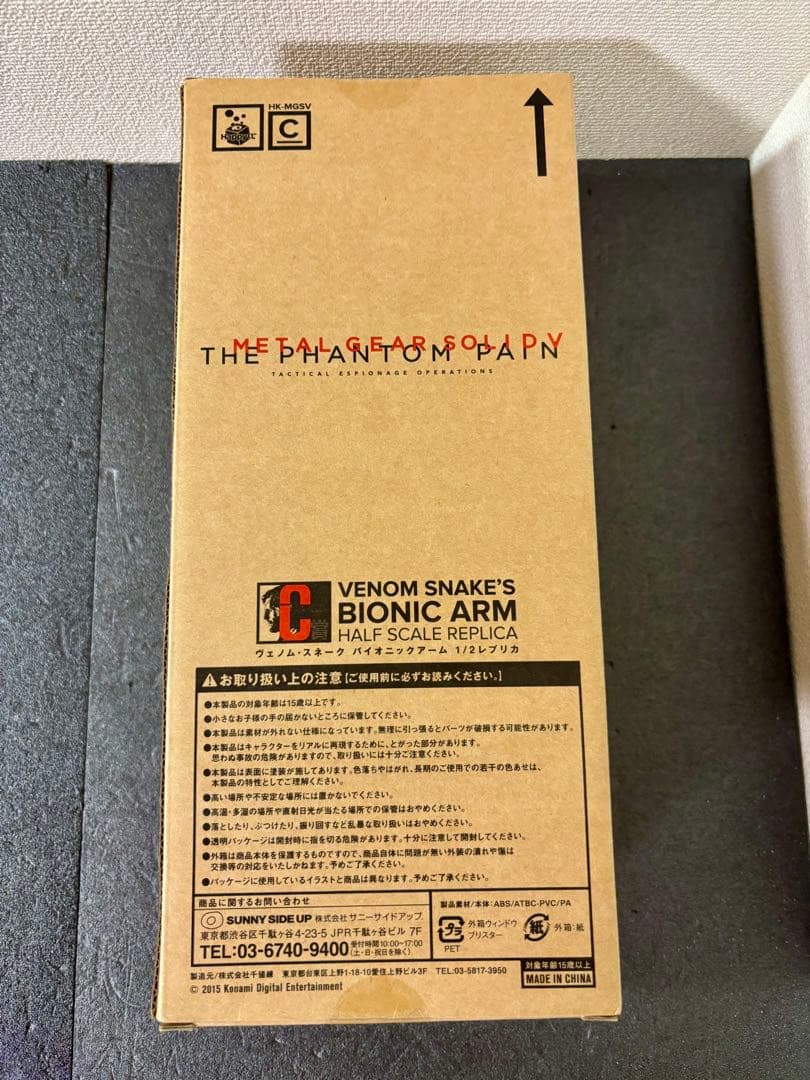 HK-MGSV
C
METAL GEAR SOLID V
THE PHANTOM PAIN
TACTICAL ESPIONAGE OPERATIONS
C賞
VENOM SNAKE'S
BIONIC ARM
HALF SCALE REPLICA
ヴェノム・スネーク バイオニックアーム 1/2レプリカ
お取り扱い上の注意【ご使用前に必ずお読みください。】
●本製品の対象年齢は15歳以上です。
●小さなお子様の手の届かないところに保管してください。
●本製品は素材が外れない仕様になっています。無理に引っ張るとパーツが破損する可能性があります。
●本製品はキャラクターをリアルに再現するために、とがった部分があります。
思わぬ事故の危険がありますので、取り扱いには十分ご注意ください。
●本製品は表面に塗装が施してあります。色落ちやはがれ、長期のご使用での若干の色あせは、
本製品の特性としてご理解ください。
●高い場所や不安定な場所には置かないでください。
●高温・多湿の場所や直射日光が当たる場所での保管はおやめください。
●落としたり、ぶつけたり、振り回すなど乱暴な取り扱いはおやめください。
●透明パッケージは開封時に指を切る危険があります。十分に注意して開封してください。
●外箱は商品本体を保護するものですので、商品自体に問題が無い外装の潰れや傷は
交換等の対応をいたしかねます。予めご了承ください。
●パッケージに使用しているイラストと商品は異なります。予めご了承ください。
商品に関するお問い合わせ
SUNNY SIDE UP 株式会社 サニーサイドアップ
東京都渋谷区千駄ヶ谷4-23-5 JPR千駄ヶ谷ビル 7F
TEL:03-6740-9400 受付時間10:00~17:00
(土・日・祝日を除く)
製品素材/本体：ABS/ATBC-PVC/PA
プラ
外箱ウィンドウ
ブリスター
PET
紙
外箱：紙
対象年齢15歳以上
MADE IN CHINA
製造元/株式会社千値練 東京都台東区上野1-18-10愛住上野ビル3F TEL:03-5817-3950
© 2015 Konami Digital Entertainment